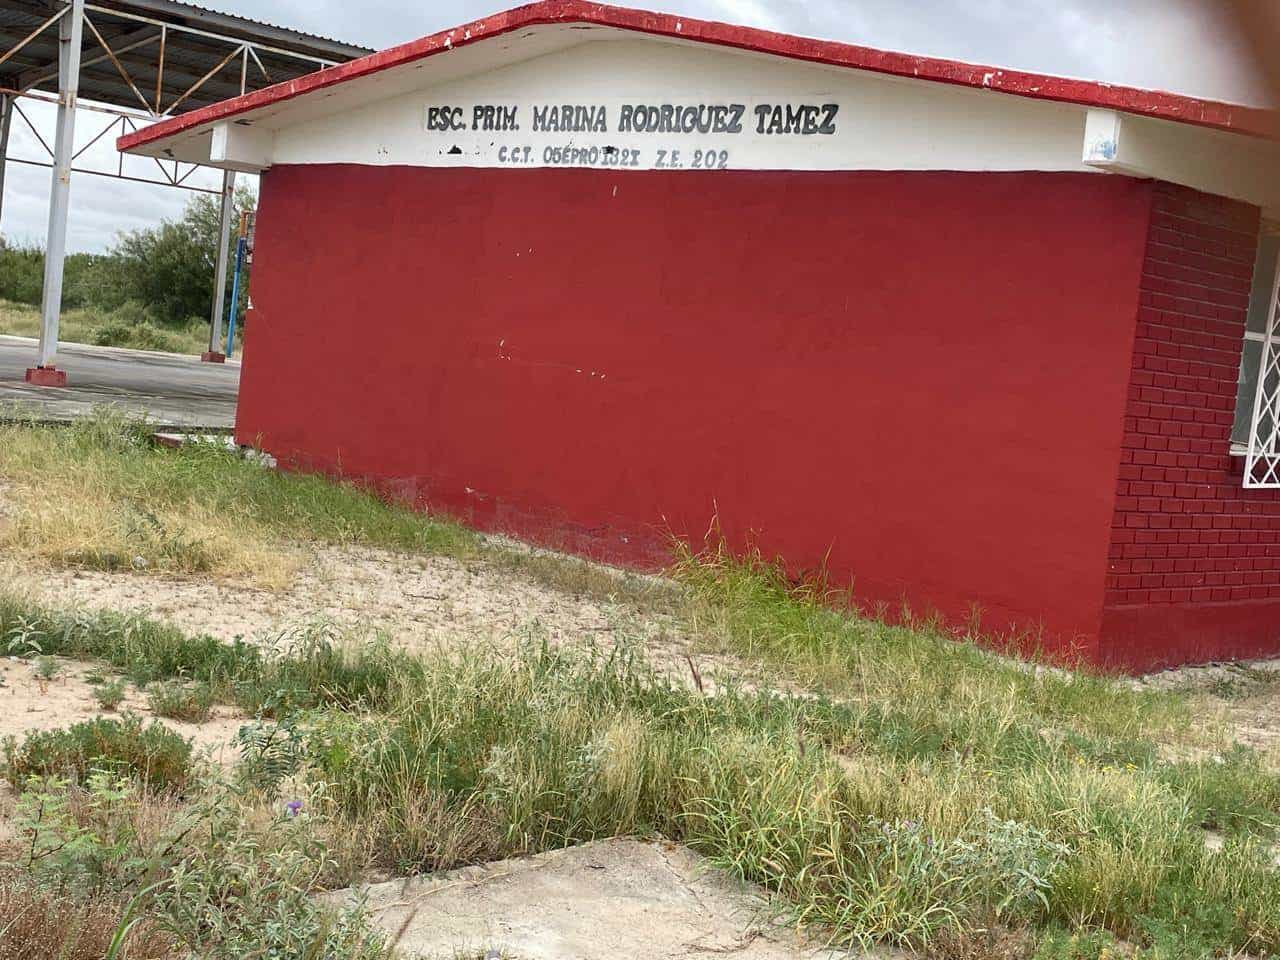 ESC. PRIM. MARINA RODRIGUEZ TAMEZ
C.C.T. 05EPR0132I Z.E. 202